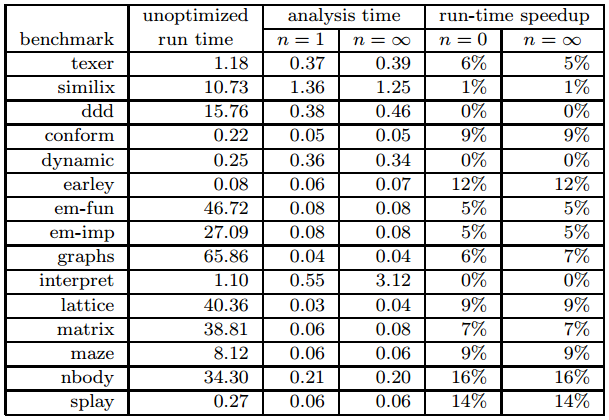 unoptimized analysis time run-time speedup
benchmark run time n = 1 n = ∞ n = 0 n = ∞
texer 1.18 0.37 0.39 6% 5%
similix 10.73 1.36 1.25 1% 1%
ddd 15.76 0.38 0.46 0% 0%
conform 0.22 0.05 0.05 9% 9%
dynamic 0.25 0.36 0.34 0% 0%
earley 0.08 0.06 0.07 12% 12%
em-fun 46.72 0.08 0.08 5% 5%
em-imp 27.09 0.08 0.08 5% 5%
graphs 65.86 0.04 0.04 6% 7%
interpret 1.10 0.55 3.12 0% 0%
lattice 40.36 0.03 0.04 9% 9%
matrix 38.81 0.06 0.08 7% 7%
maze 8.12 0.06 0.06 9% 9%
nbody 34.30 0.21 0.20 16% 16%
splay 0.27 0.06 0.06 14% 14%